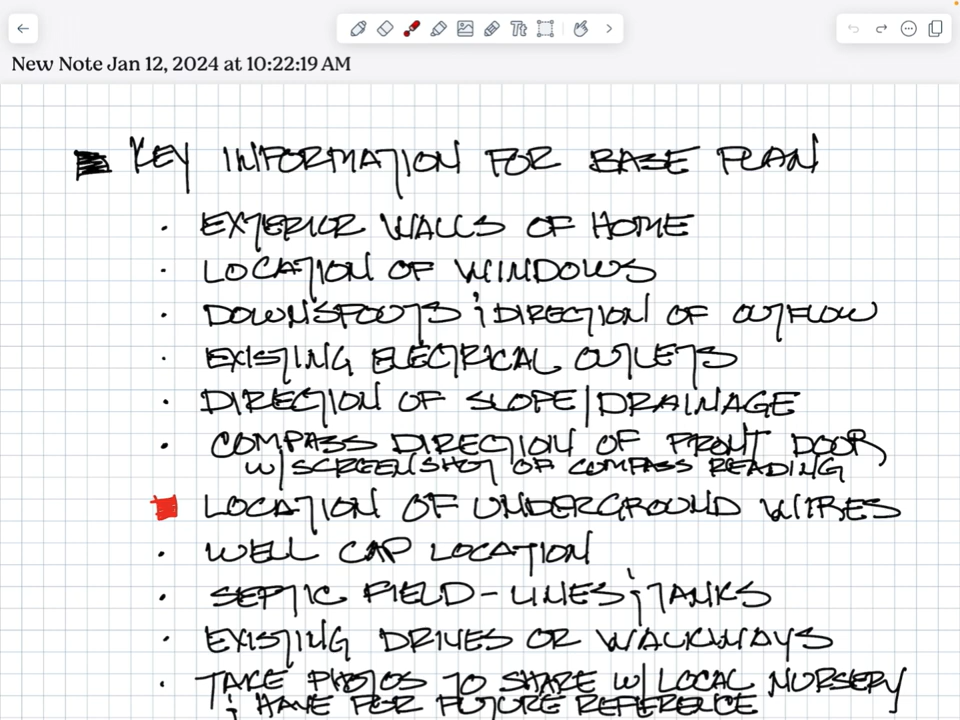 New Note Jan 12, 2024 at 10:22:19 AM
KEY INFORMATION FOR BASE PLAN
· EXTERIOR WALLS OF HOME
· LOCATION OF WINDOWS
· DOWNSPOUTS & DIRECTION OF OUTFLOW
· EXISTING ELECTRICAL OUTLETS
· DIRECTION OF SLOPE/DRAINAGE
· COMPASS DIRECTION OF FRONT DOOR
W/ SCREENSHOT OF COMPASS READING
LOCATION OF UNDERGROUND WIRES
· WELL CAP LOCATION
· SEPTIC FIELD - LINES & TANKS
· EXISTING DRIVES OR WALKWAYS
· TAKE PHOTOS TO SHARE W/ LOCAL NURSERY
& HAVE FOR FUTURE REFERENCE